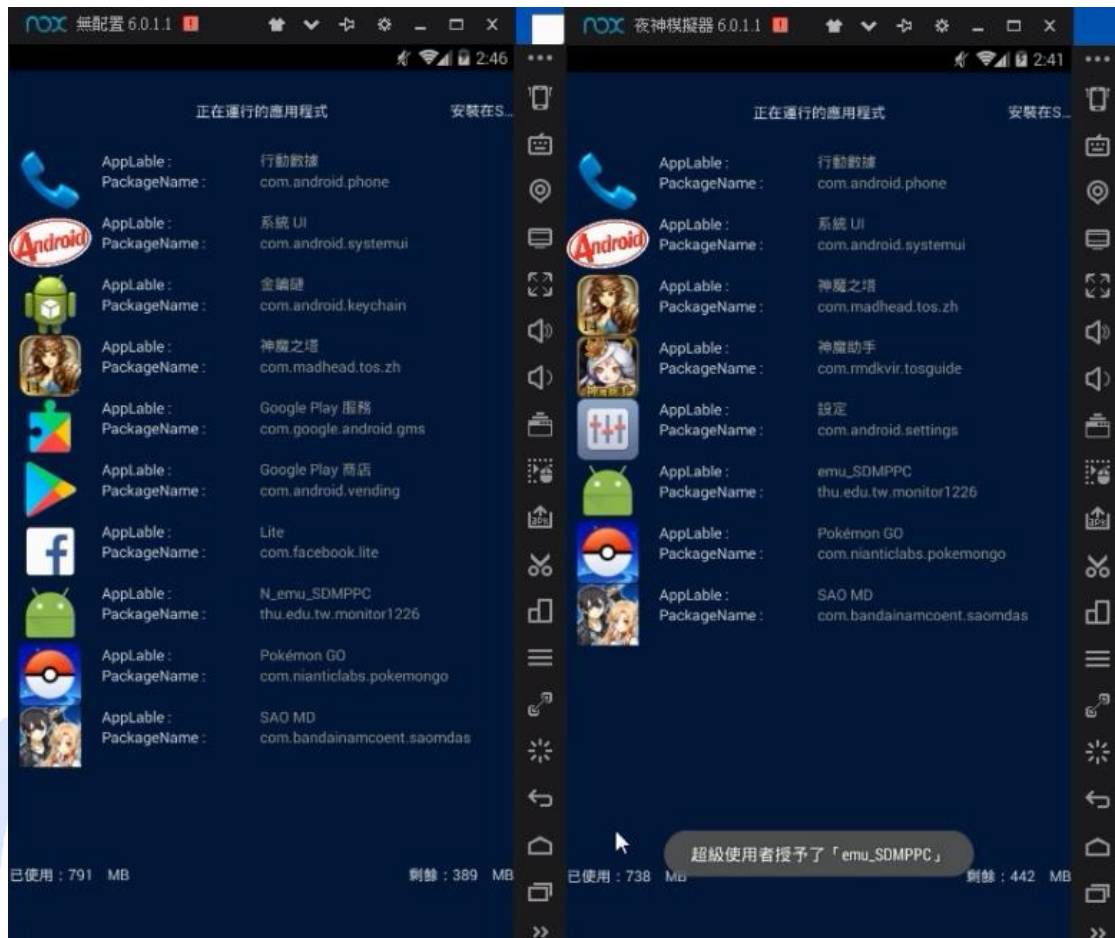 nox 無配置 6.0.1.1
2:46
正在運行的應用程式 安裝在S...
AppLable : 行動數據
PackageName : com.android.phone
AppLable : 系統 UI
PackageName : com.android.systemui
AppLable : 金鑰鏈
PackageName : com.android.keychain
AppLable : 神魔之塔
PackageName : com.madhead.tos.zh
AppLable : Google Play 服務
PackageName : com.google.android.gms
AppLable : Google Play 商店
PackageName : com.android.vending
AppLable : Lite
PackageName : com.facebook.lite
AppLable : N_emu_SDMPPC
PackageName : thu.edu.tw.monitor1226
AppLable : Pokémon GO
PackageName : com.nianticlabs.pokemongo
AppLable : SAO MD
PackageName : com.bandainamcoent.saomdas
已使用 : 791 MB 剩餘 : 389 MB
Android
14
nox 夜神模擬器 6.0.1.1
2:41
正在運行的應用程式 安裝在S...
AppLable : 行動數據
PackageName : com.android.phone
AppLable : 系統 UI
PackageName : com.android.systemui
AppLable : 神魔之塔
PackageName : com.madhead.tos.zh
AppLable : 神魔助手
PackageName : com.rmdkvir.tosguide
AppLable : 設定
PackageName : com.android.settings
AppLable : emu_SDMPPC
PackageName : thu.edu.tw.monitor1226
AppLable : Pokémon GO
PackageName : com.nianticlabs.pokemongo
AppLable : SAO MD
PackageName : com.bandainamcoent.saomdas
超級使用者授予了「emu_SDMPPC」
已使用 : 738 MB 剩餘 : 442 MB
Android
14
神魔助手